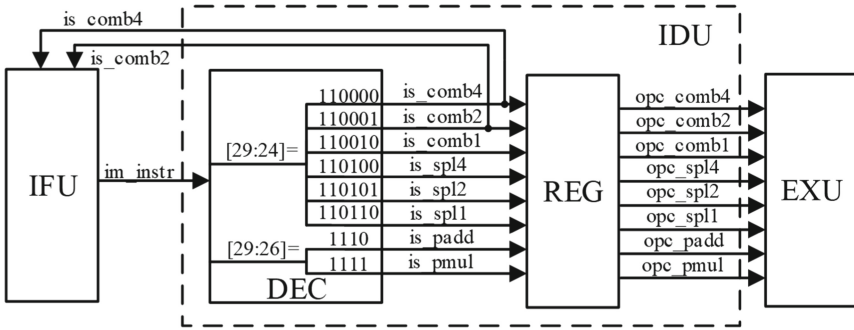 is_comb4
IDU
is_comb2
110000 is_comb4 opc_comb4
110001 is_comb2 opc_comb2
110010 is_comb1 opc_comb1
[29:24]=
110100 is_spl4 opc_spl4
IFU im_instr REG EXU
110101 is_spl2 opc_spl2
110110 is_spl1 opc_spl1
[29:26]= 1110 is_padd opc_padd
1111 is_pmul opc_pmul
DEC